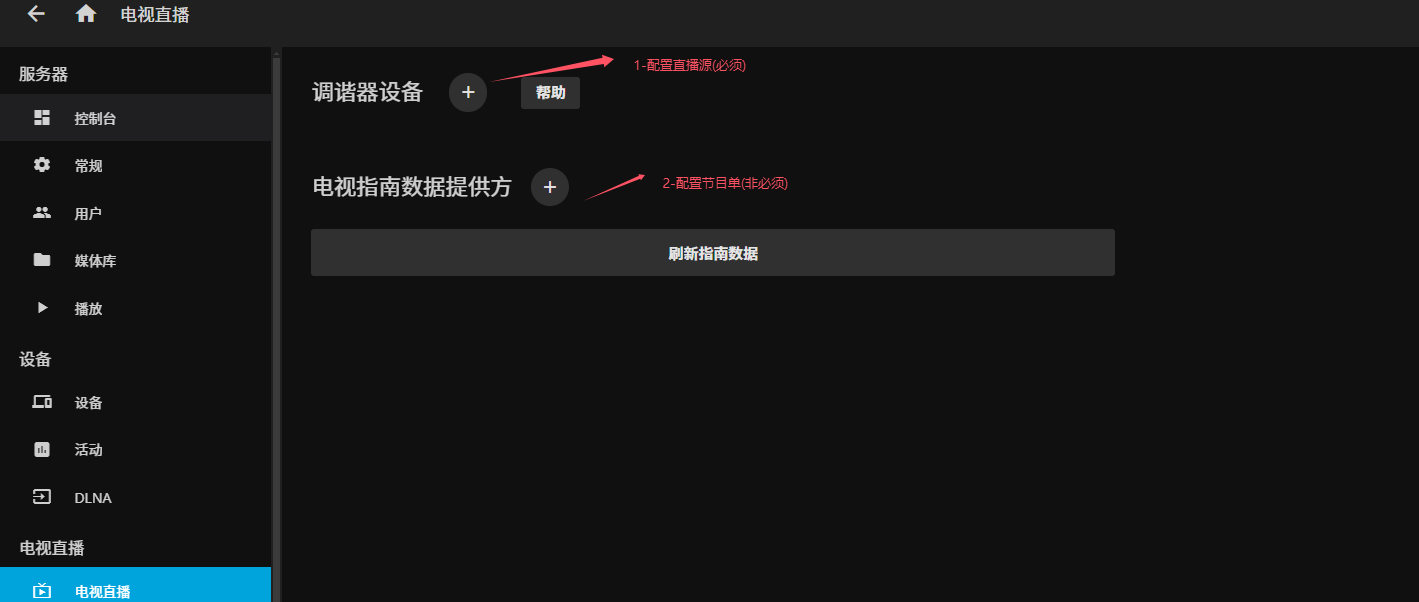 电视直播
服务器
控制台
常规
用户
媒体库
播放
设备
设备
活动
DLNA
电视直播
电视直播
调谐器设备
帮助
1-配置直播源(必须)
电视指南数据提供方
2-配置节目单(非必须)
刷新指南数据